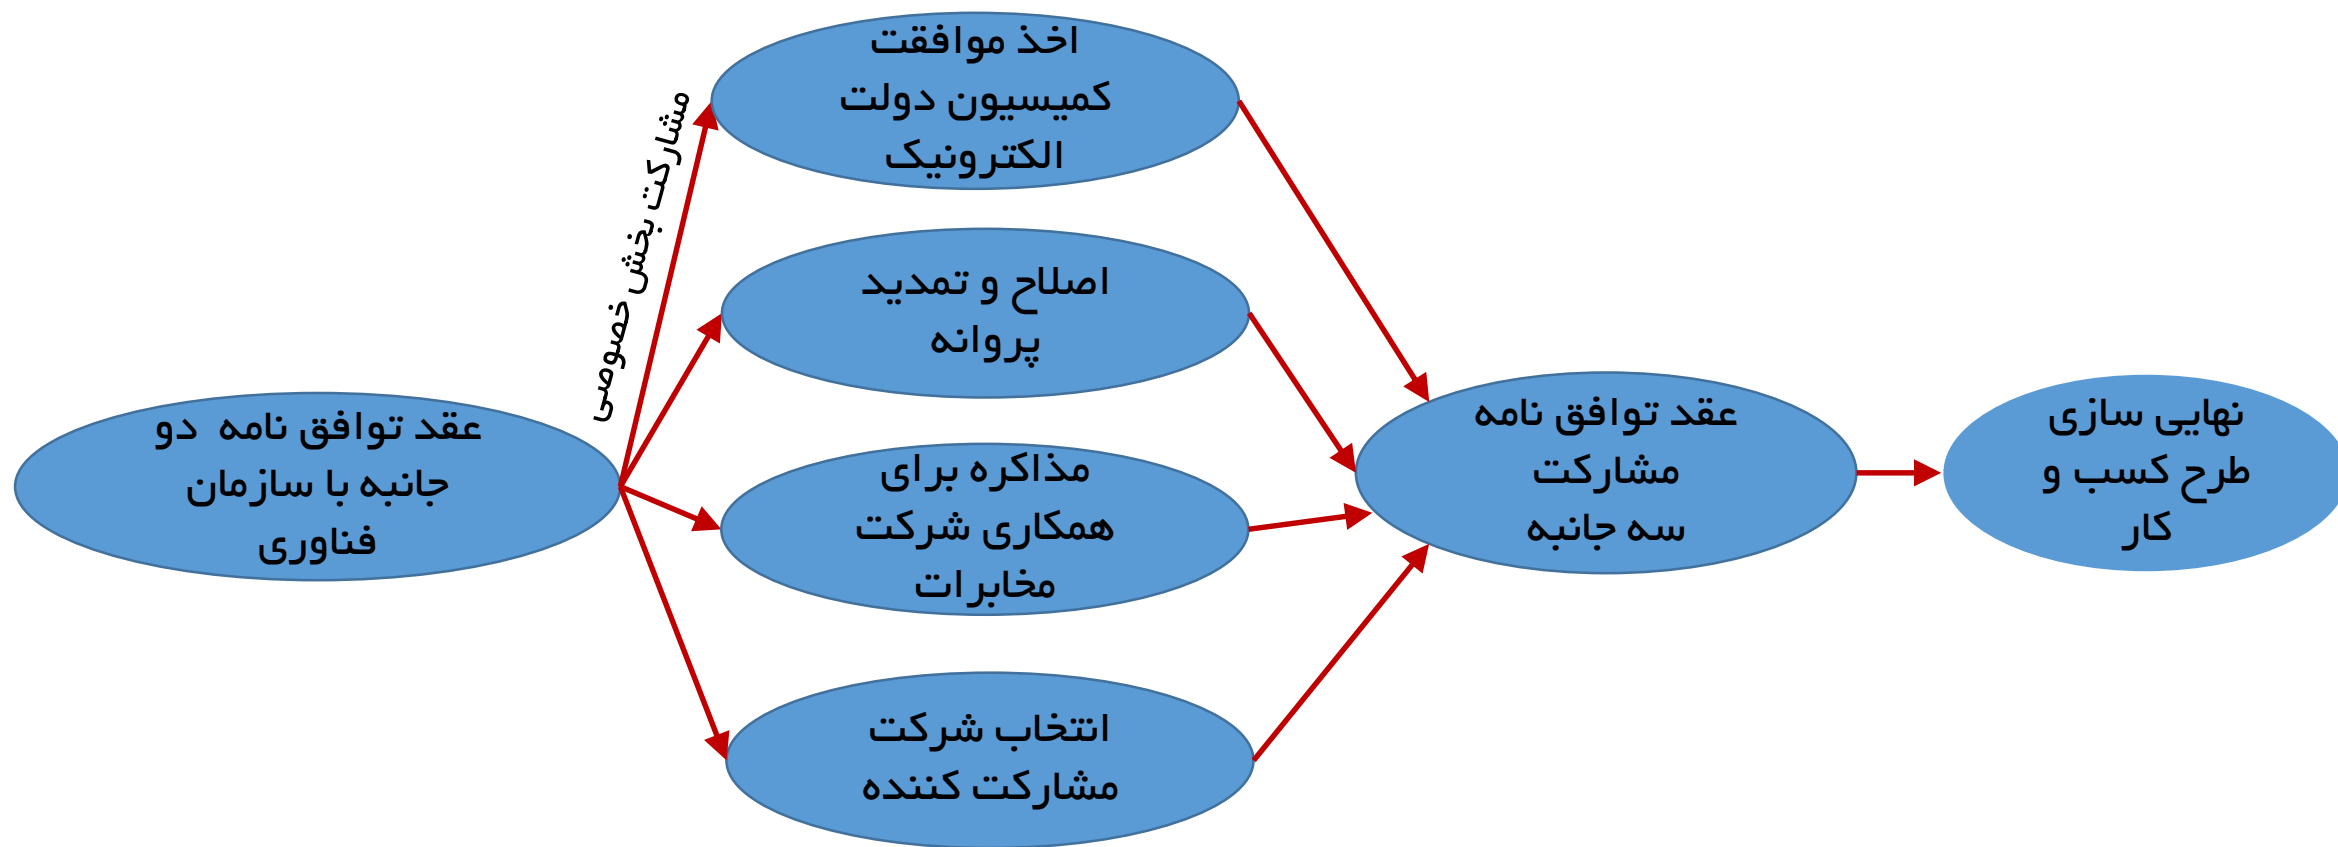 عقد توافق نامه دو
جانبه با سازمان
فناوری
مشارکت بخش خصوصی
اخذ موافقت
کمیسیون دولت
الکترونیک
اصلاح و تمدید
پروانه
مذاکره برای
همکاری شرکت
مخابرات
انتخاب شرکت
مشارکت کننده
عقد توافق نامه
مشارکت
سه جانبه
نهایی سازی
طرح کسب و
کار